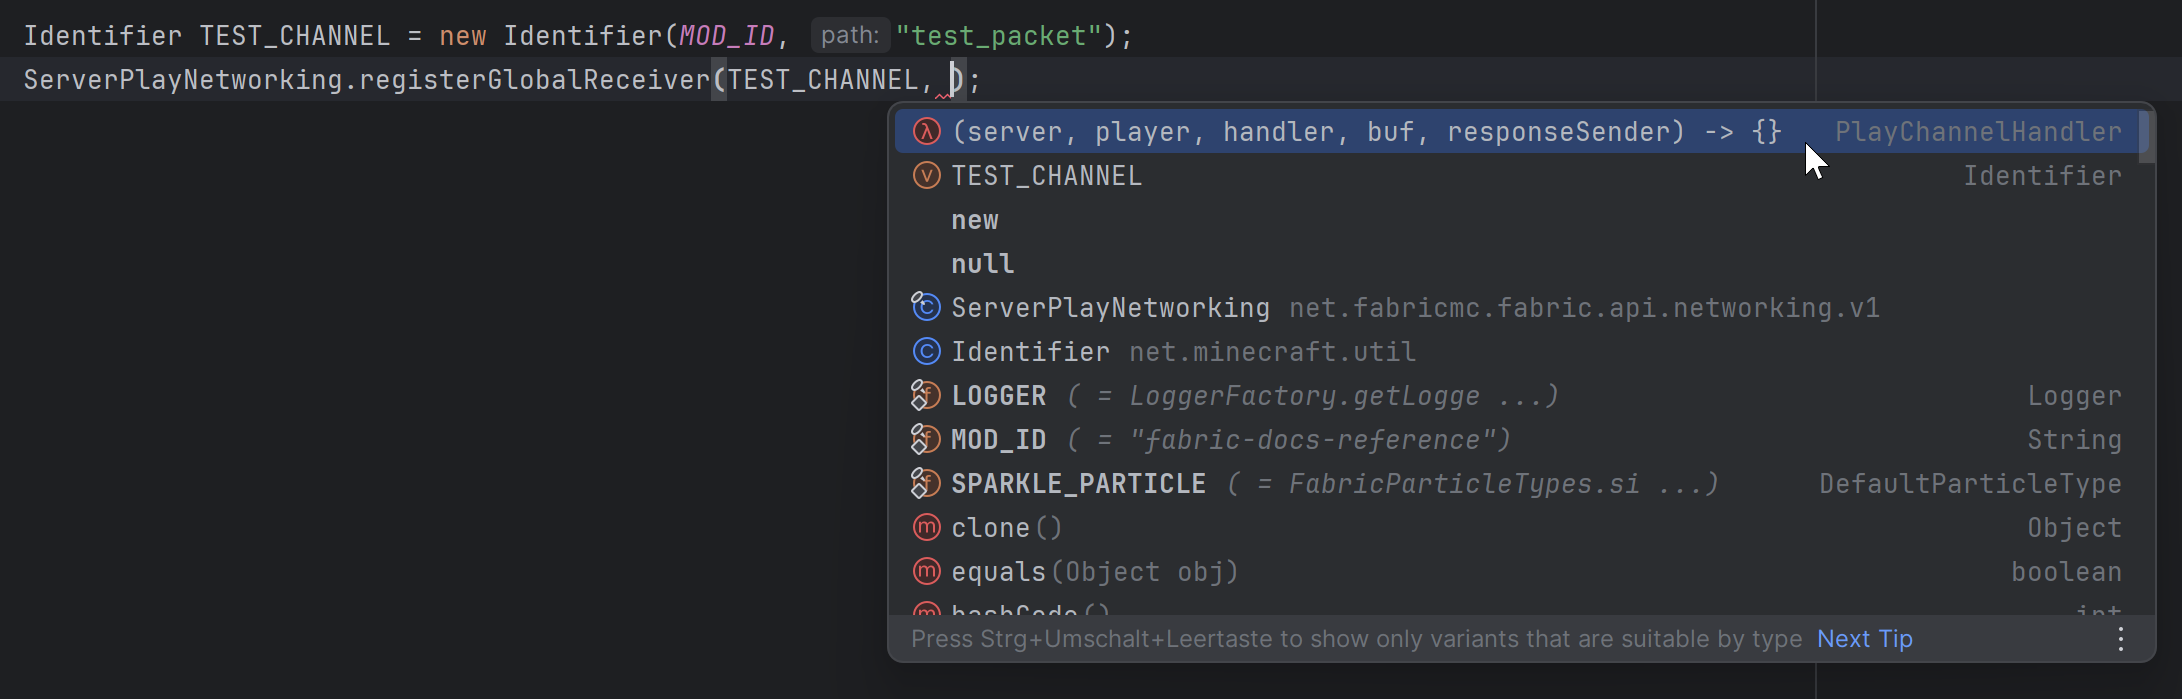 Identifier TEST_CHANNEL = new Identifier(MOD_ID, path: "test_packet");
ServerPlayNetworking.registerGlobalReceiver(TEST_CHANNEL, );
λ (server, player, handler, buf, responseSender) -> {} PlayChannelHandler
v TEST_CHANNEL Identifier
new
null
C ServerPlayNetworking net.fabricmc.fabric.api.networking.v1
C Identifier net.minecraft.util
f LOGGER ( = LoggerFactory.getLogge ...) Logger
f MOD_ID ( = "fabric-docs-reference") String
f SPARKLE_PARTICLE ( = FabricParticleTypes.si ...) DefaultParticleType
m clone() Object
m equals(Object obj) boolean
m hashCode() int
Press Strg+Umschalt+Leertaste to show only variants that are suitable by type Next Tip